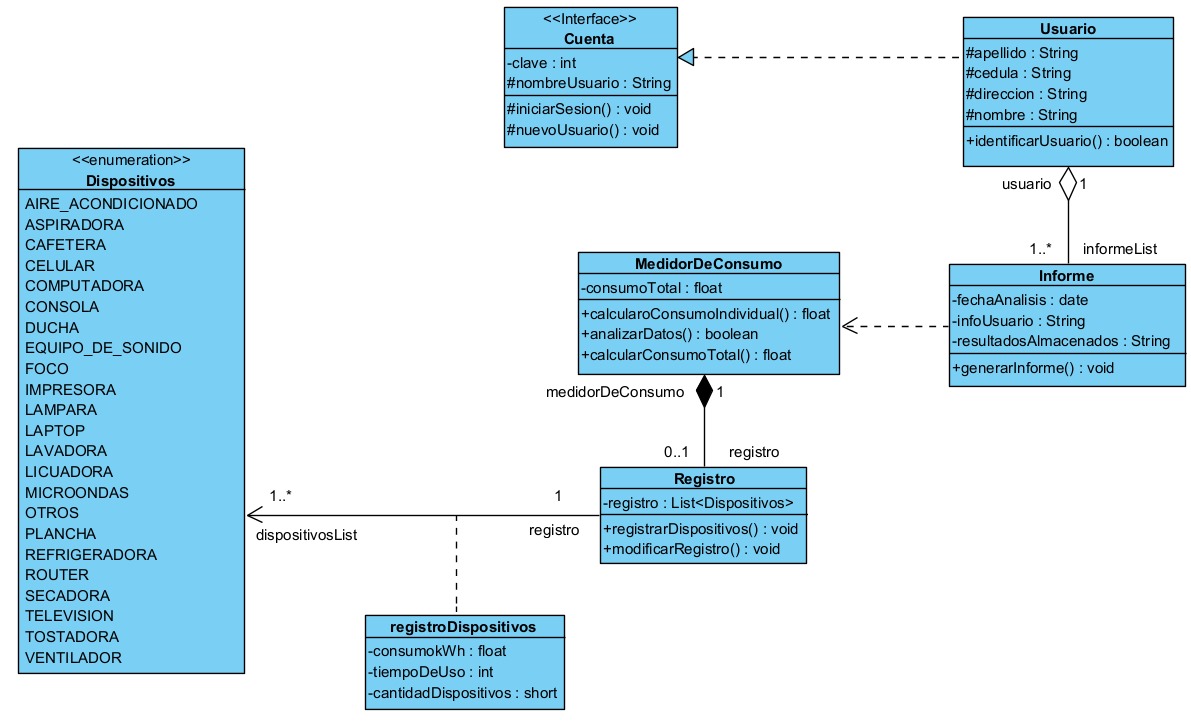 <<Interface>>
Cuenta
-clave : int
#nombreUsuario : String
#iniciarSesion() : void
#nuevoUsuario() : void
Usuario
#apellido : String
#cedula : String
#direccion : String
#nombre : String
+identificarUsuario() : boolean
usuario
1
1..*
informeList
<<enumeration>>
Dispositivos
AIRE_ACONDICIONADO
ASPIRADORA
CAFETERA
CELULAR
COMPUTADORA
CONSOLA
DUCHA
EQUIPO_DE_SONIDO
FOCO
IMPRESORA
LAMPARA
LAPTOP
LAVADORA
LICUADORA
MICROONDAS
OTROS
PLANCHA
REFRIGERADORA
ROUTER
SECADORA
TELEVISION
TOSTADORA
VENTILADOR
MedidorDeConsumo
-consumoTotal : float
+calcularoConsumoIndividual() : float
+analizarDatos() : boolean
+calcularConsumoTotal() : float
Informe
-fechaAnalisis : date
-infoUsuario : String
-resultadosAlmacenados : String
+generarInforme() : void
medidorDeConsumo
1
0..1
registro
Registro
-registro : List<Dispositivos>
+registrarDispositivos() : void
+modificarRegistro() : void
1..*
dispositivosList
1
registro
registroDispositivos
-consumokWh : float
-tiempoDeUso : int
-cantidadDispositivos : short